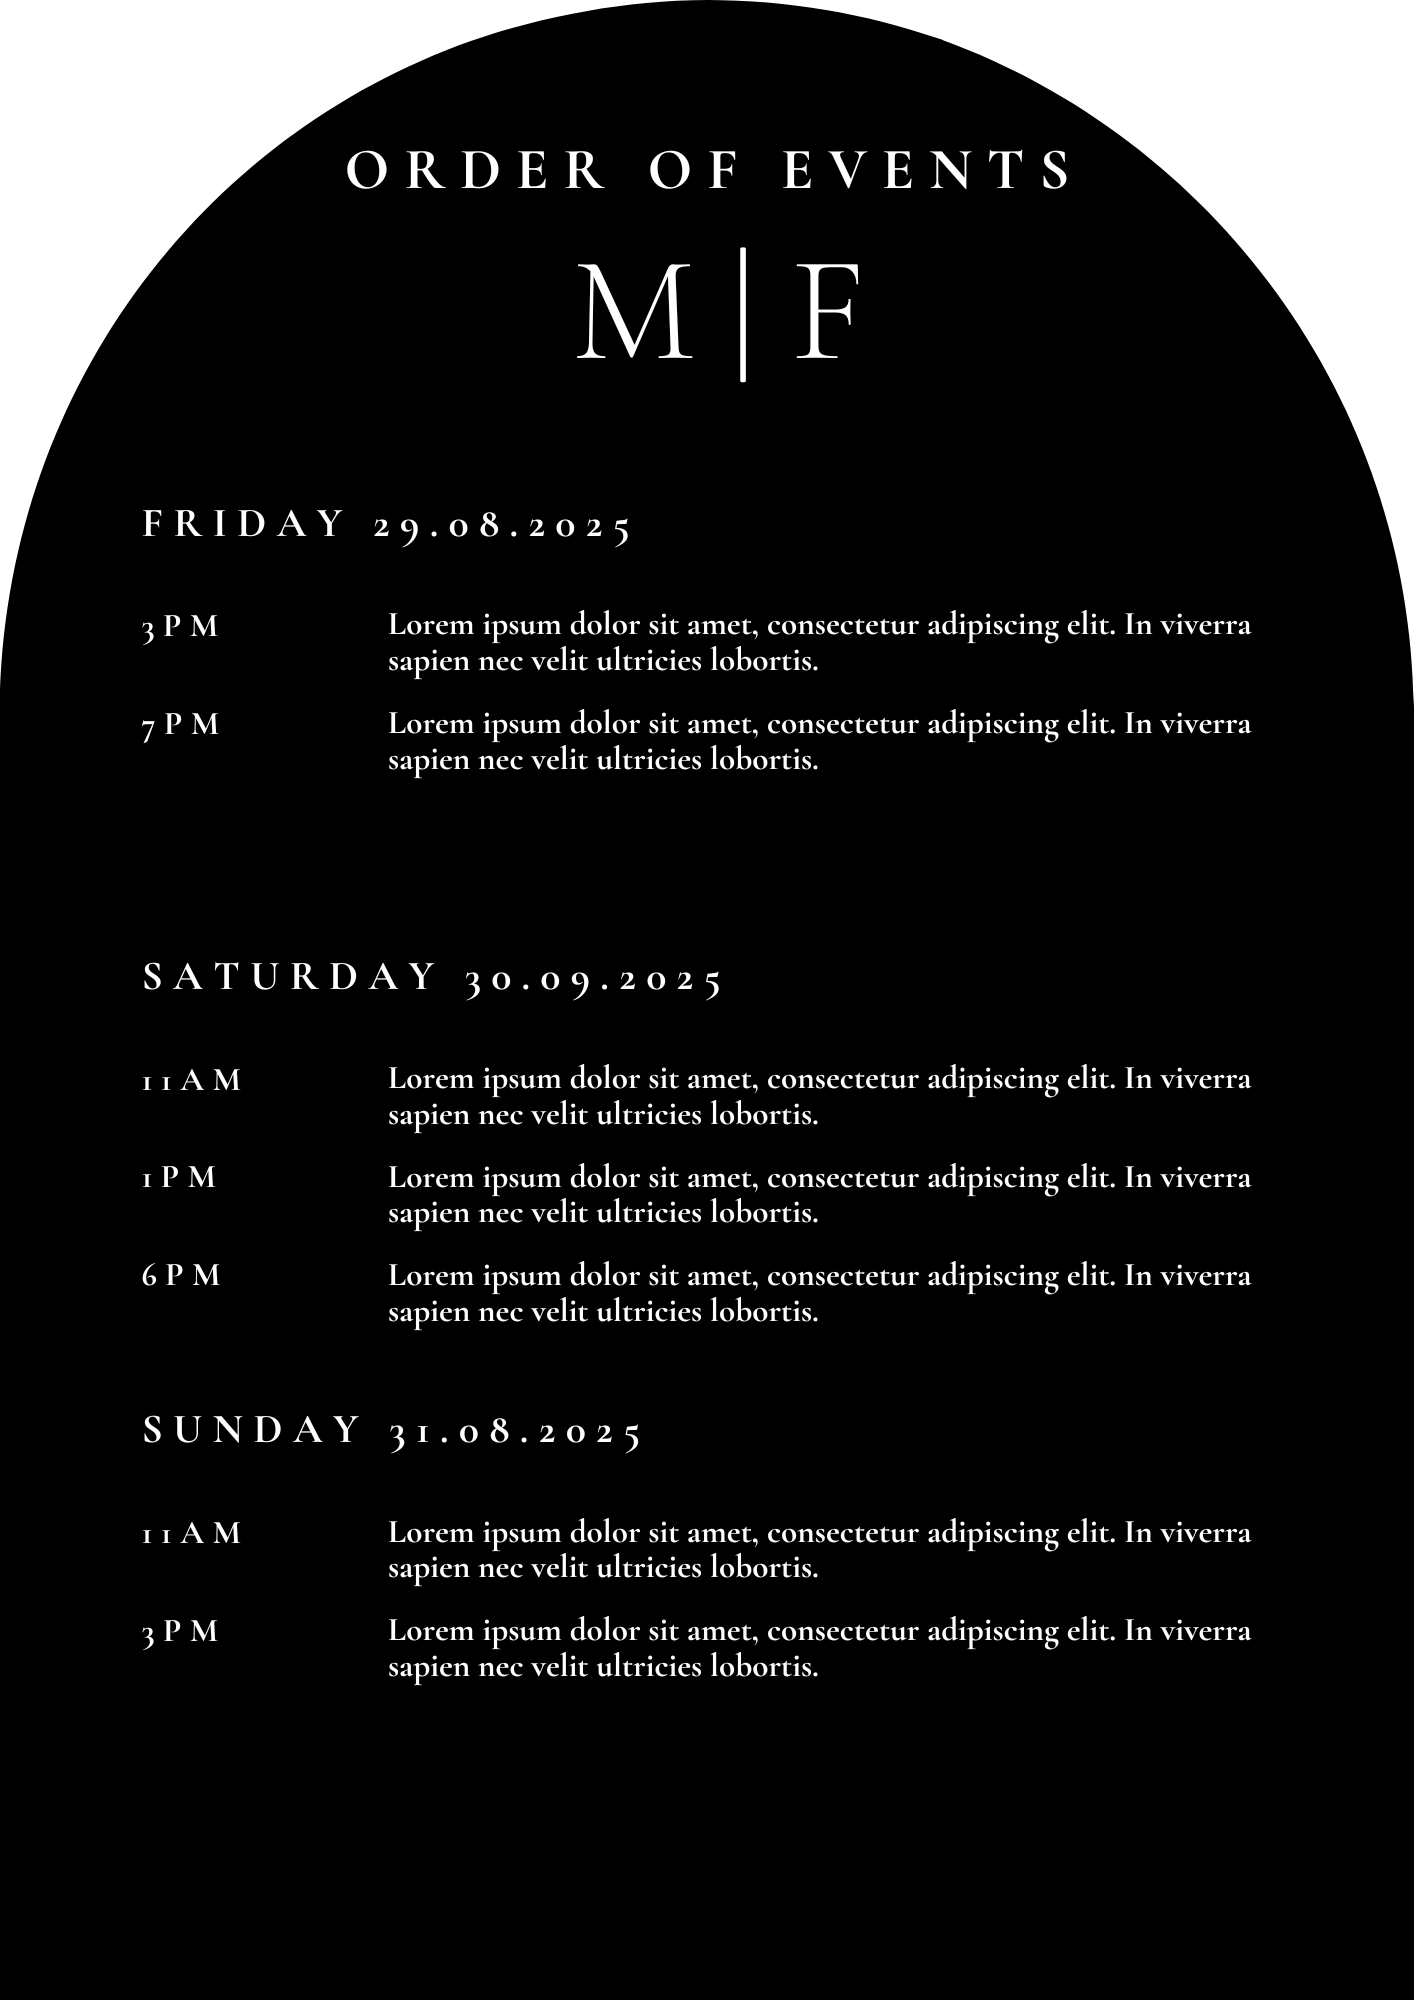 ORDER OF EVENTS
M | F
FRIDAY 29.08.2025
3PM Lorem ipsum dolor sit amet, consectetur adipiscing elit. In viverra
sapien nec velit ultricies lobortis.
7PM Lorem ipsum dolor sit amet, consectetur adipiscing elit. In viverra
sapien nec velit ultricies lobortis.
SATURDAY 30.09.2025
11AM Lorem ipsum dolor sit amet, consectetur adipiscing elit. In viverra
sapien nec velit ultricies lobortis.
1PM Lorem ipsum dolor sit amet, consectetur adipiscing elit. In viverra
sapien nec velit ultricies lobortis.
6PM Lorem ipsum dolor sit amet, consectetur adipiscing elit. In viverra
sapien nec velit ultricies lobortis.
SUNDAY 31.08.2025
11AM Lorem ipsum dolor sit amet, consectetur adipiscing elit. In viverra
sapien nec velit ultricies lobortis.
3PM Lorem ipsum dolor sit amet, consectetur adipiscing elit. In viverra
sapien nec velit ultricies lobortis.